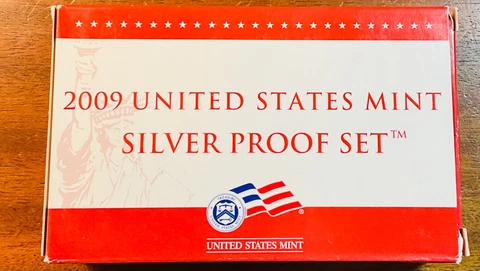 2009 UNITED STATES MINT
SILVER PROOF SET™
®
UNITED STATES MINT